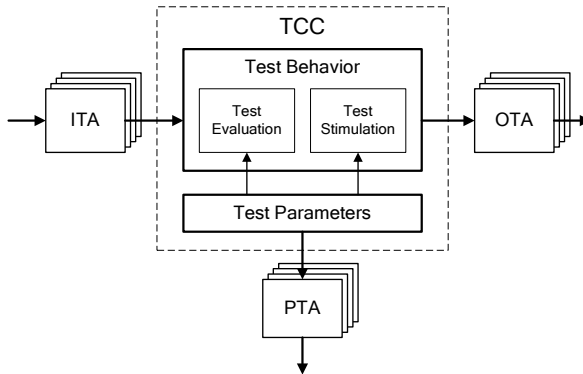 TCC
Test Behavior
Test
Evaluation
Test
Stimulation
ITA
OTA
Test Parameters
PTA